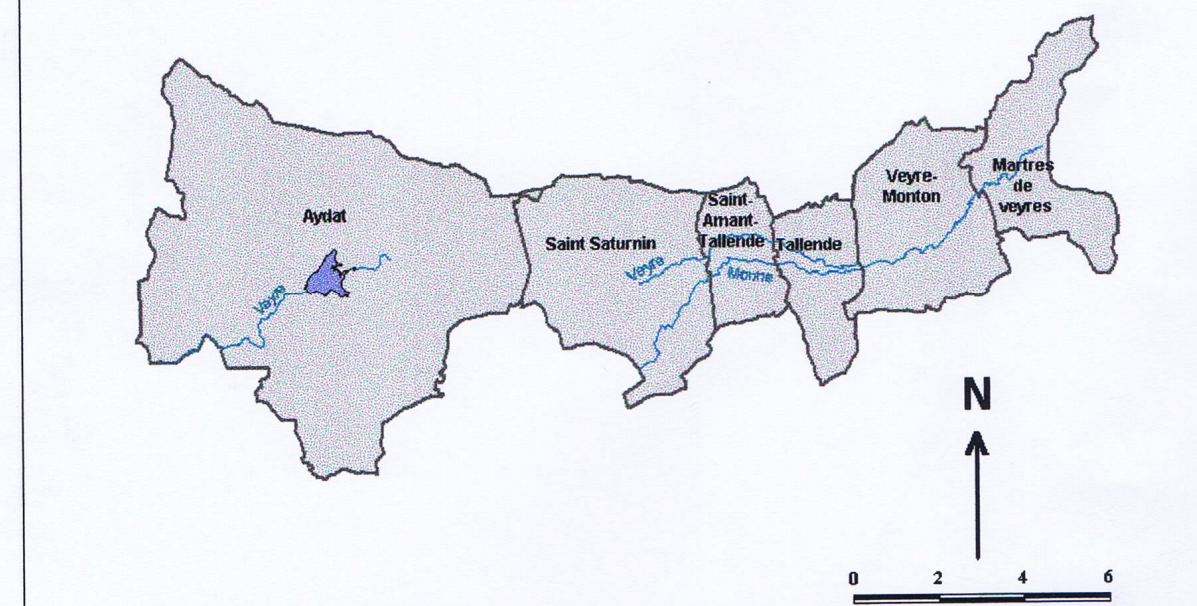 Aydat
Veyre
Saint Saturnin
Veyre
Saint-
Amant-
Tallende
Monne
Tallende
Veyre-
Monton
Martres
de
veyres
N
0 2 4 6